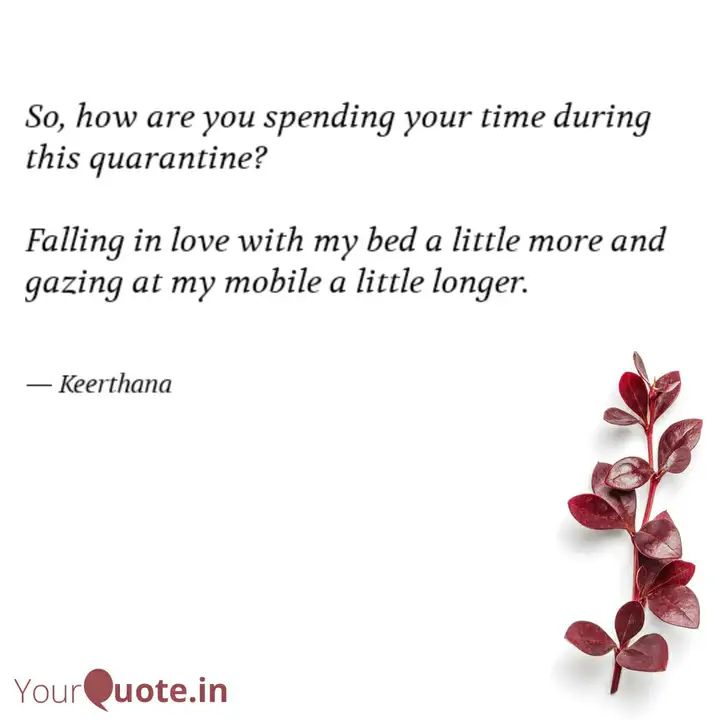 So, how are you spending your time during
this quarantine?
Falling in love with my bed a little more and
gazing at my mobile a little longer.
— Keerthana
YourQuote.in